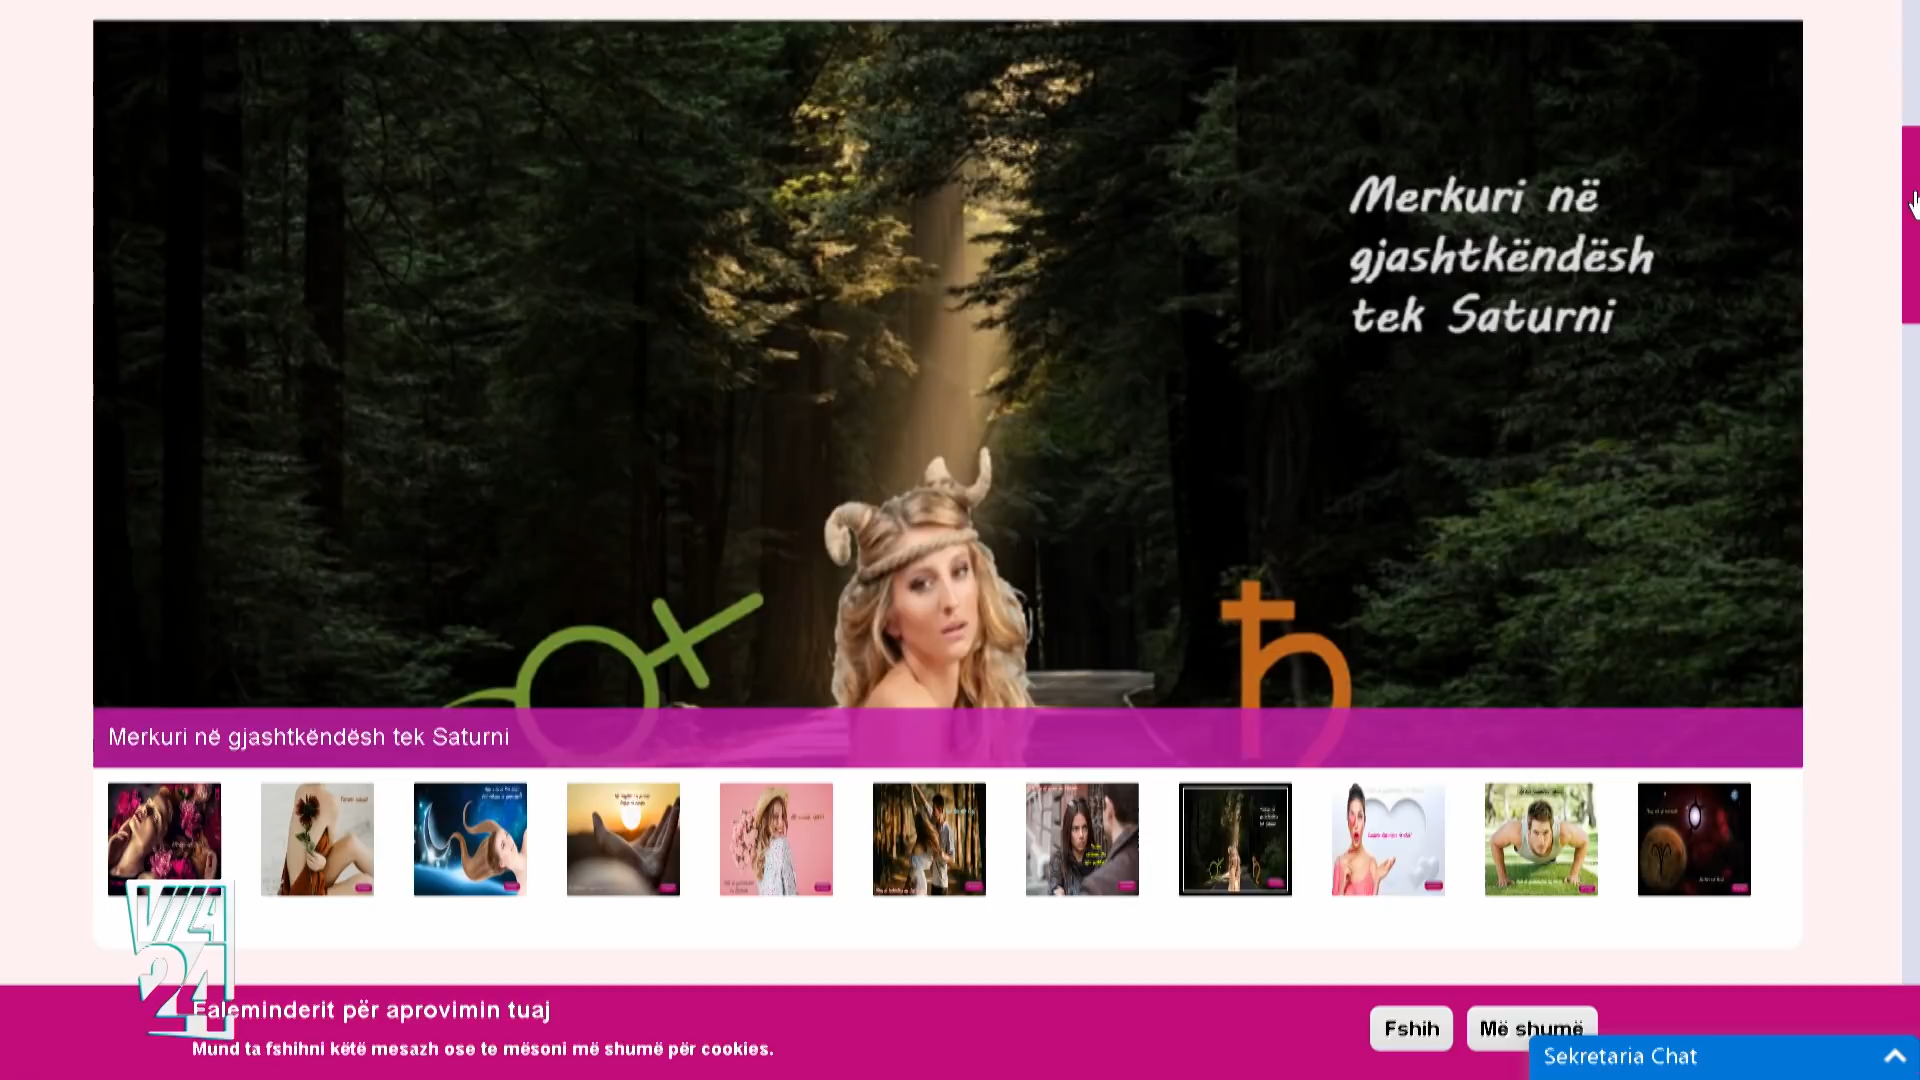 Merkuri në
gjashtkëndësh
tek Saturni
Merkuri në gjashtkëndësh tek Saturni
VILA
24
Faleminderit për aprovimin tuaj
Mund ta fshihni këtë mesazh ose te mësoni më shumë për cookies.
Fshih
Më shumë
Sekretaria Chat